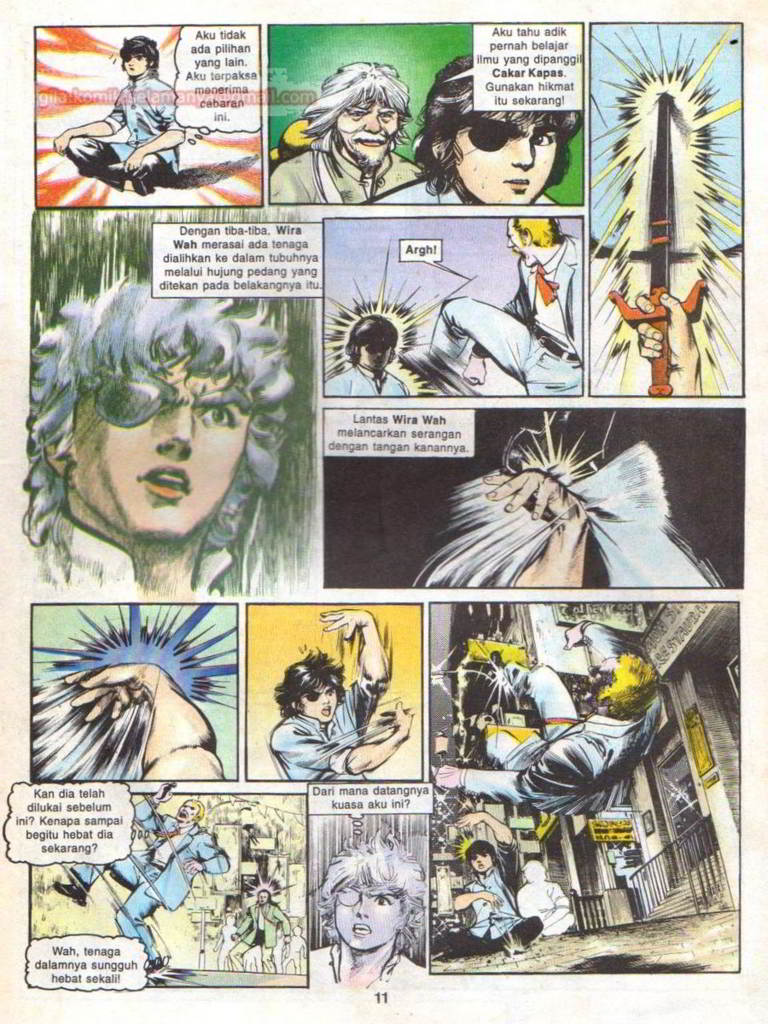 Aku tidak
ada pilihan
yang lain.
Aku terpaksa
menerima
cabaran
ini.
Aku tahu adik
pernah belajar
ilmu yang dipanggil
Cakar Kapas.
Gunakan hikmat
itu sekarang!
Dengan tiba-tiba, Wira
Wah merasai ada tenaga
dialihkan ke dalam tubuhnya
melalui hujung pedang yang
ditekan pada belakangnya itu.
Argh!
Lantas Wira Wah
melancarkan serangan
dengan tangan kanannya.
Kan dia telah
dilukai sebelum
ini? Kenapa sampai
begitu hebat dia
sekarang?
Wah, tenaga
dalamnya sungguh
hebat sekali!
Dari mana datangnya
kuasa aku ini?
11